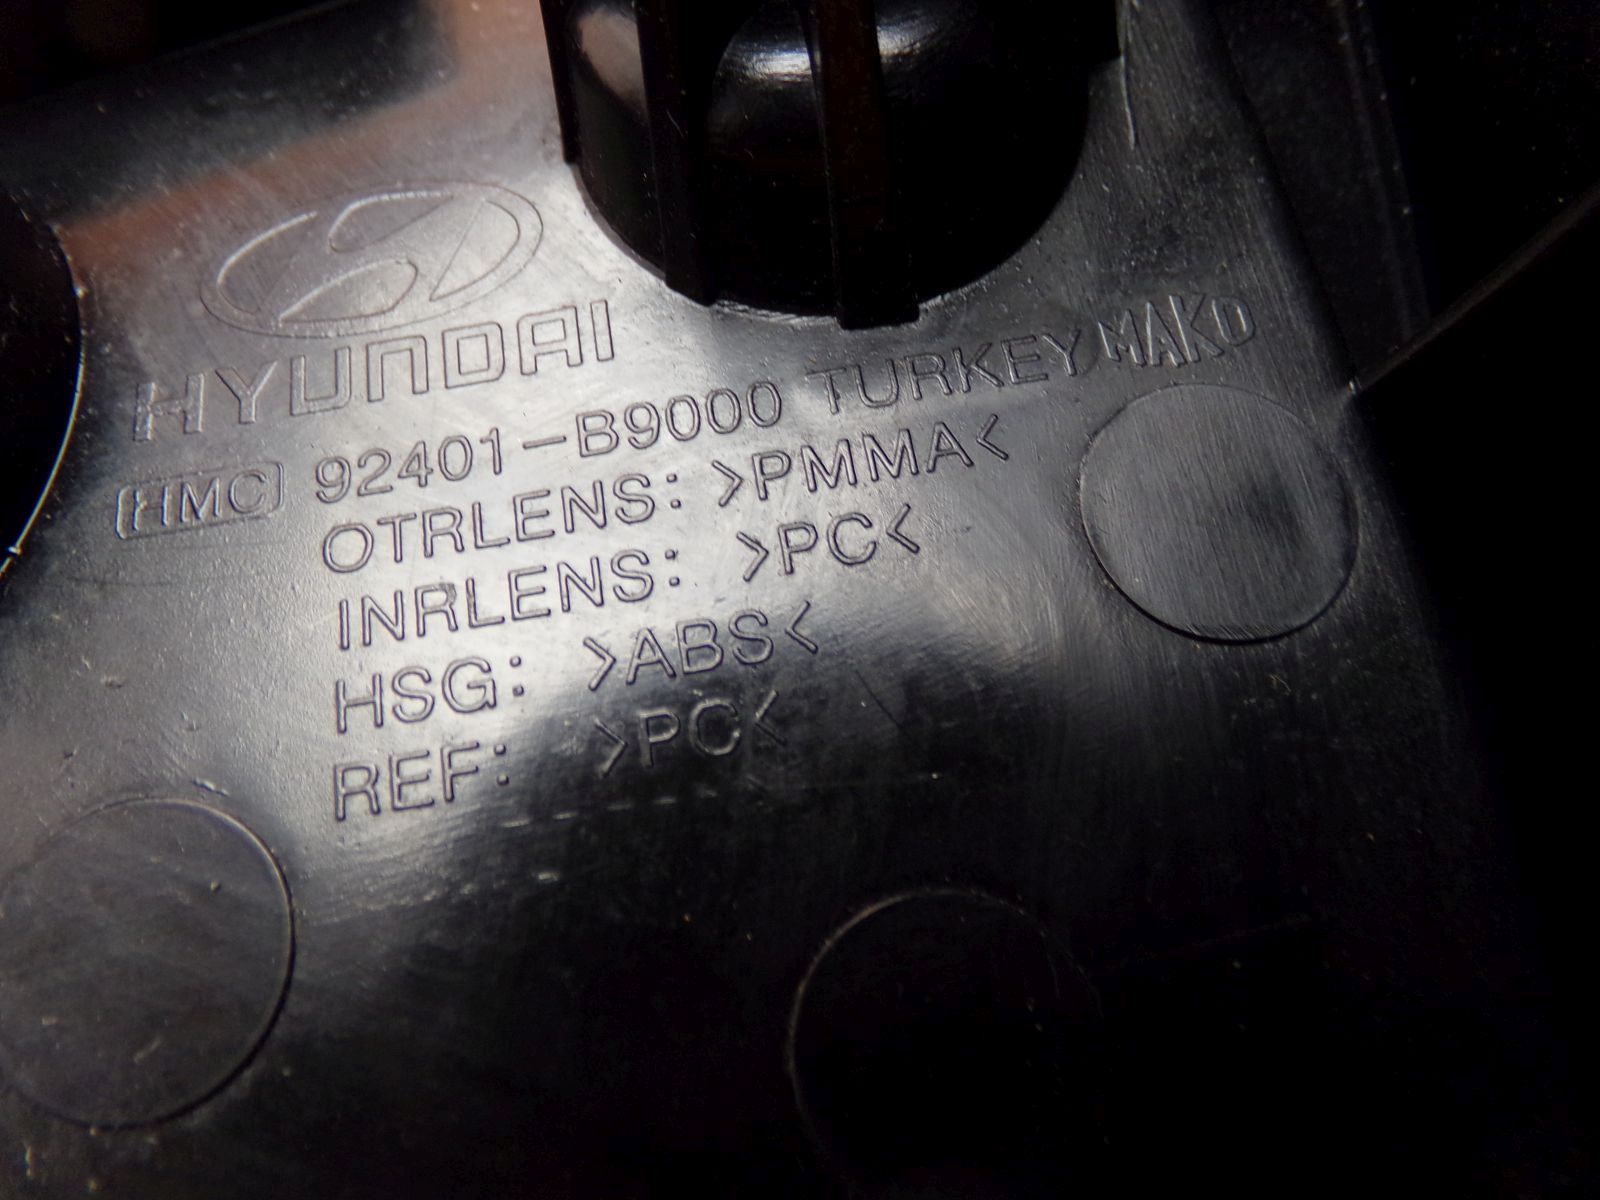 HYUNDAI
HMC 92401-B9000 TURKEY MAKO
OTRLENS: >PMMA<
INRLENS: >PC<
HSG: >ABS<
REF: >PC<